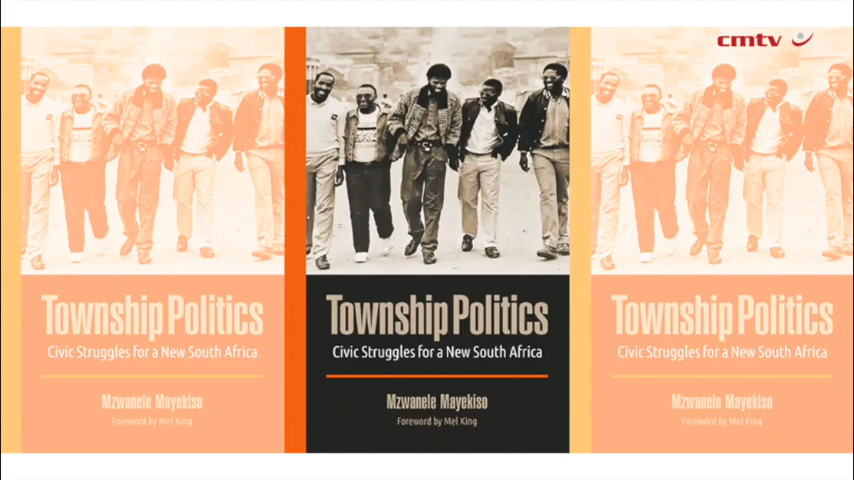 cmtv
Township Politics
Civic Struggles for a New South Africa
Mzwanele Mayekiso
Foreword by Mel King
Township Politics
Civic Struggles for a New South Africa
Mzwanele Mayekiso
Foreword by Mel King
Township Politics
Civic Struggles for a New South Africa
Mzwanele Mayekiso
Foreword by Mel King